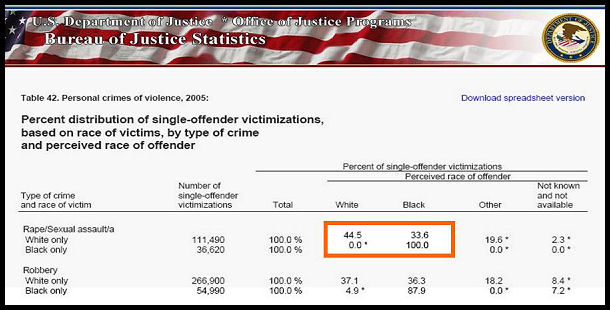 U.S. Department of Justice * Office of Justice Programs
Bureau of Justice Statistics
Table 42. Personal crimes of violence, 2005:
Download spreadsheet version
Percent distribution of single-offender victimizations,
based on race of victims, by type of crime
and perceived race of offender
Percent of single-offender victimizations
Perceived race of offender
Type of crime and race of victim Number of single-offender victimizations Total White Black Other Not known and not available
Rape/Sexual assault/a
White only 111,490 100.0 % 44.5 33.6 19.6 * 2.3 *
Black only 36,620 100.0 % 0.0 * 100.0 0.0 * 0.0 *
Robbery
White only 266,900 100.0 % 37.1 36.3 18.2 8.4 *
Black only 54,990 100.0 % 4.9 * 87.9 0.0 * 7.2 *